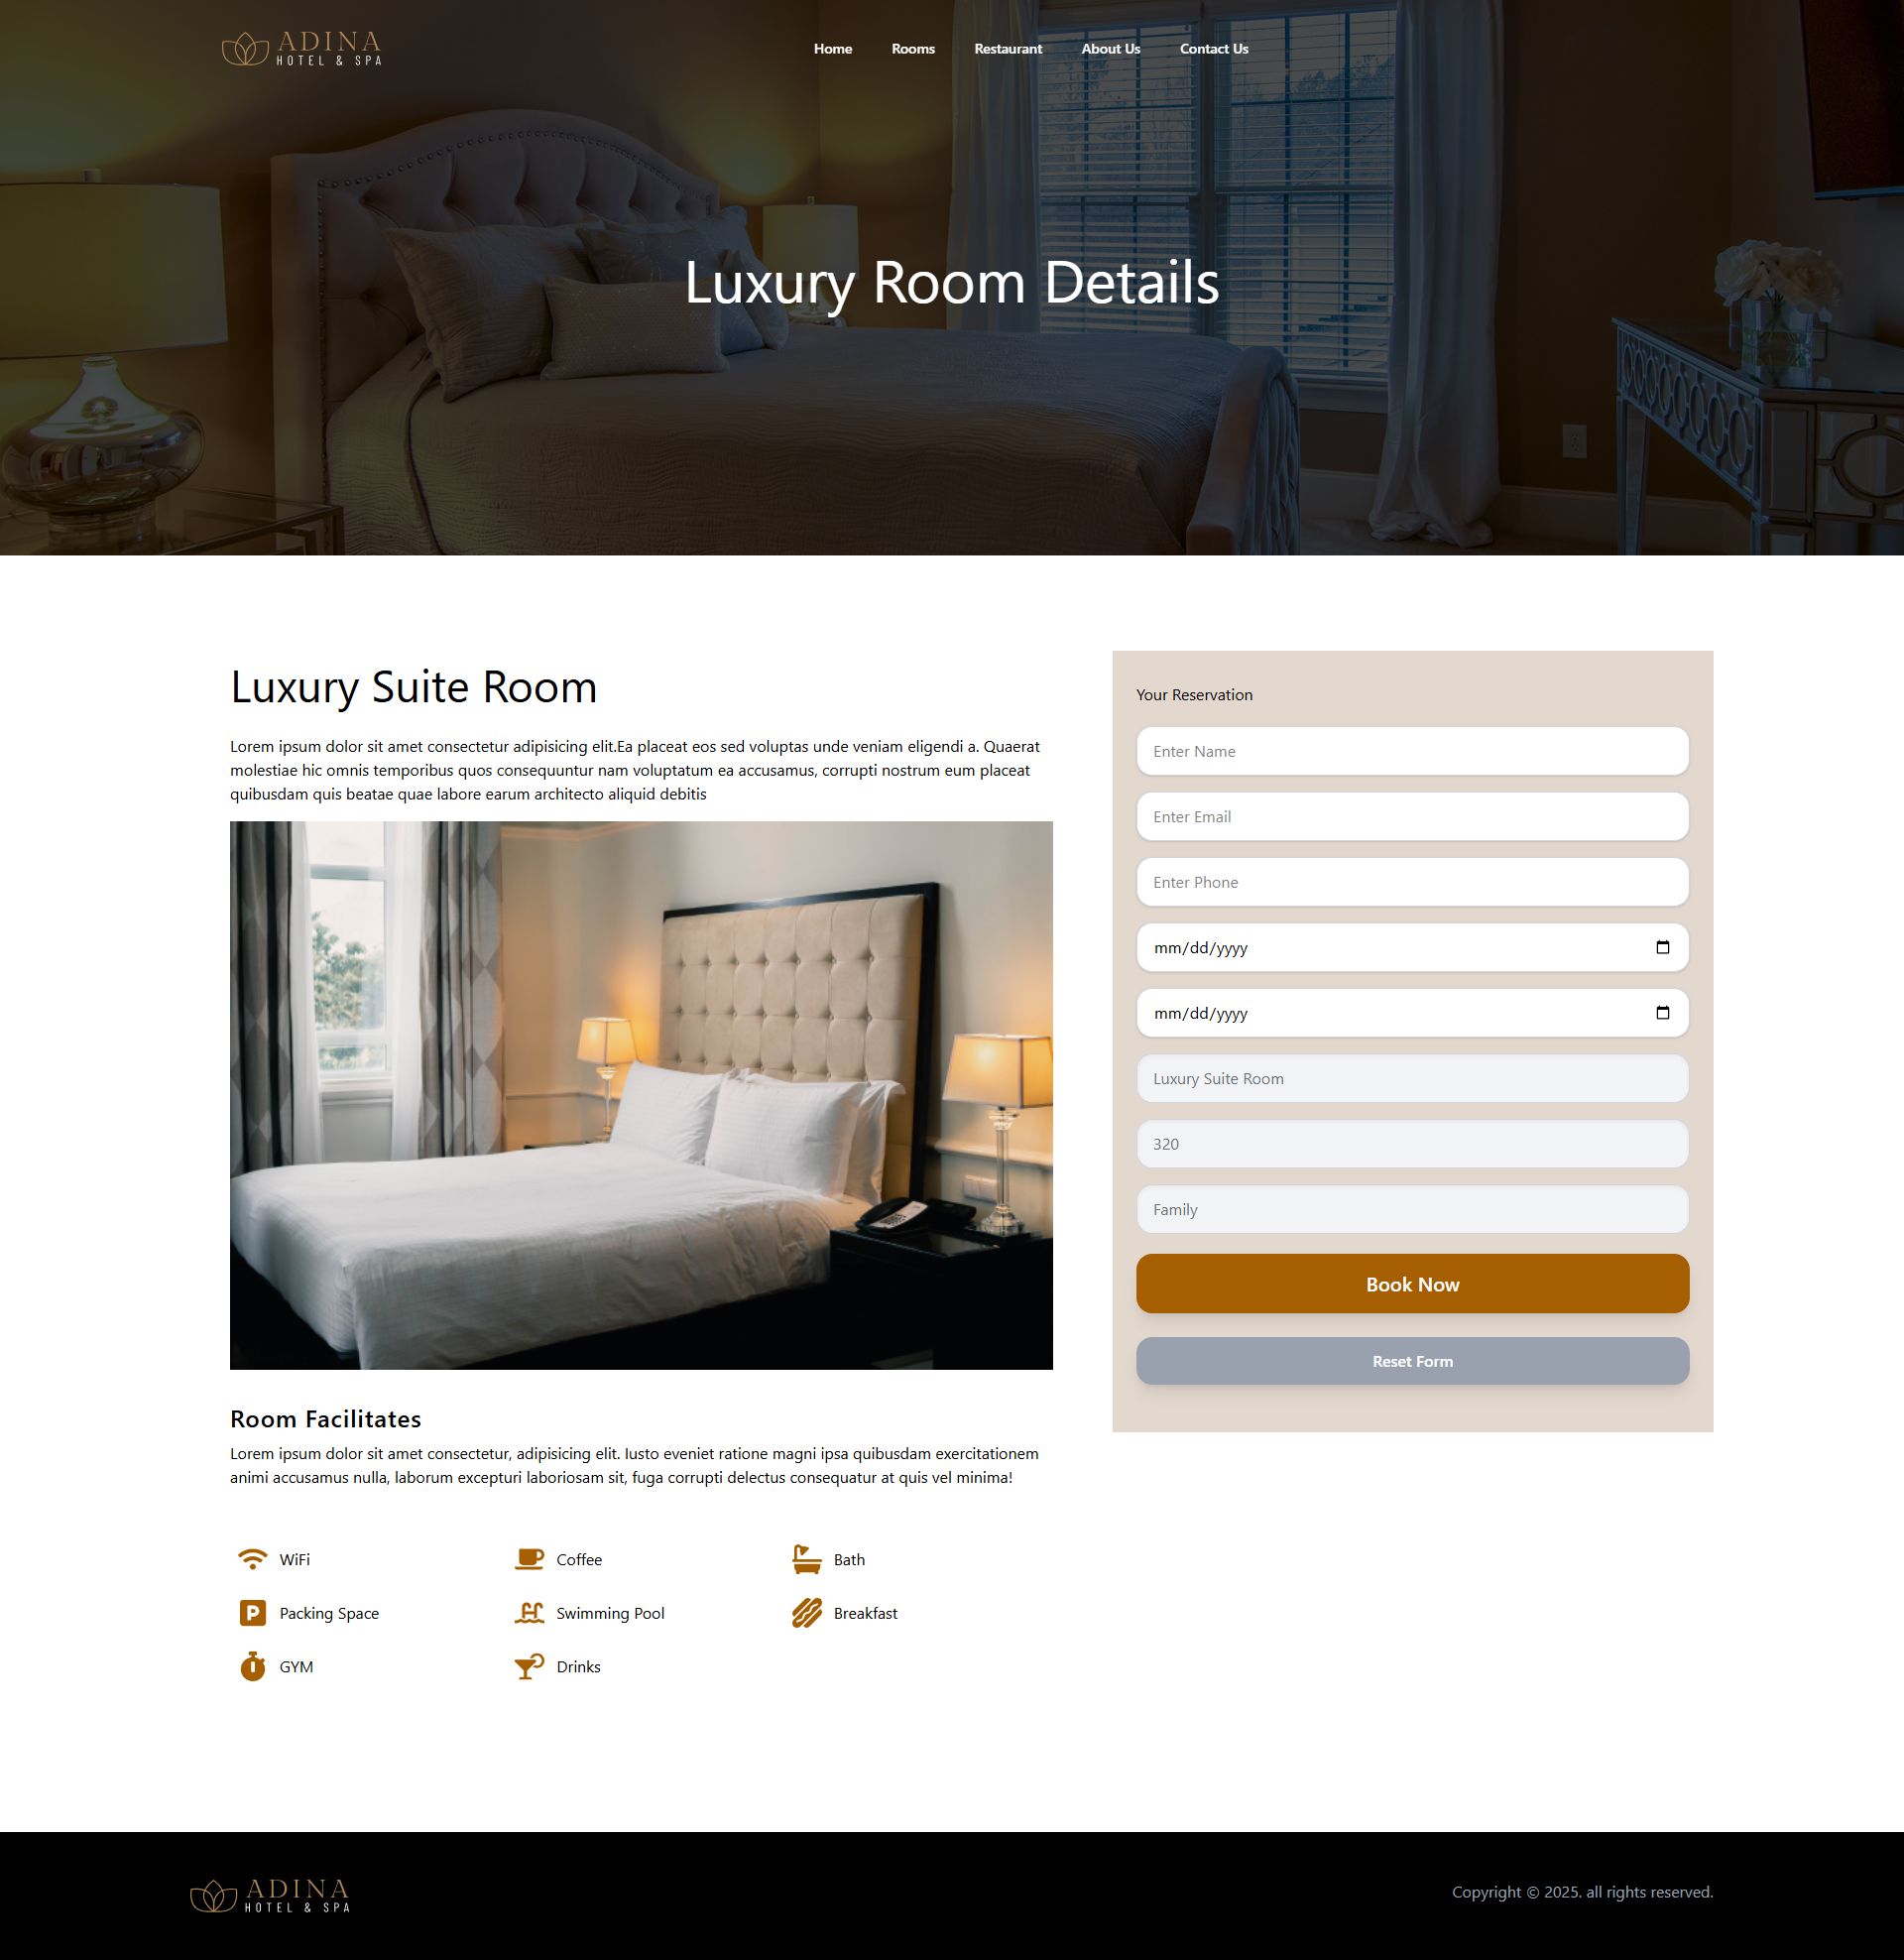 ADINA
HOTEL & SPA
Home Rooms Restaurant About Us Contact Us
Luxury Room Details
Luxury Suite Room
Lorem ipsum dolor sit amet consectetur adipisicing elit.Ea placeat eos sed voluptas unde veniam eligendi a. Quaerat
molestiae hic omnis temporibus quos consequuntur nam voluptatum ea accusamus, corrupti nostrum eum placeat
quibusdam quis beatae quae labore earum architecto aliquid debitis
Room Facilitates
Lorem ipsum dolor sit amet consectetur, adipisicing elit. Iusto eveniet ratione magni ipsa quibusdam exercitationem
animi accusamus nulla, laborum excepturi laboriosam sit, fuga corrupti delectus consequatur at quis vel minima!
WiFi Coffee Bath
P Packing Space Swimming Pool Breakfast
GYM Drinks
Your Reservation
Enter Name
Enter Email
Enter Phone
mm/dd/yyyy
mm/dd/yyyy
Luxury Suite Room
320
Family
Book Now
Reset Form
ADINA
HOTEL & SPA
Copyright © 2025. all rights reserved.